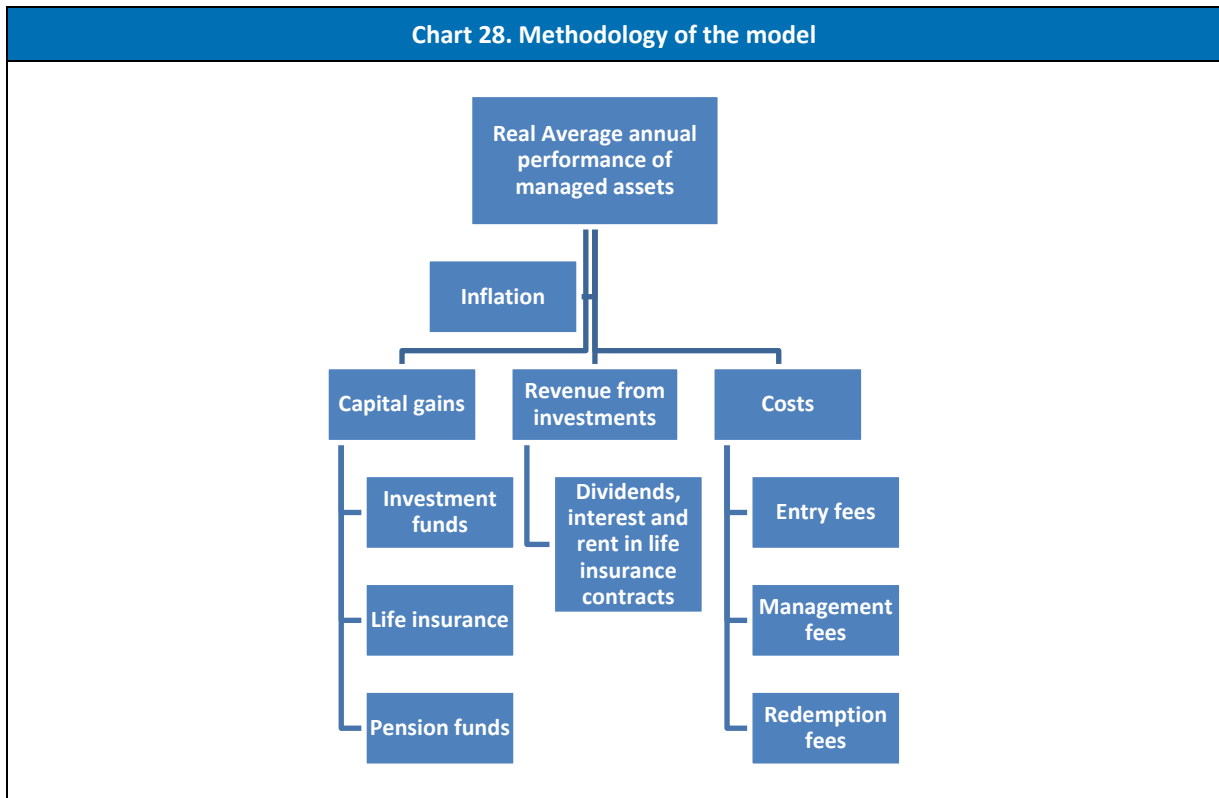 Chart 28. Methodology of the model
Real Average annual
performance of
managed assets
Inflation
Capital gains
Revenue from
investments
Costs
Investment
funds
Life insurance
Pension funds
Dividends,
interest and
rent in life
insurance
contracts
Entry fees
Management
fees
Redemption
fees